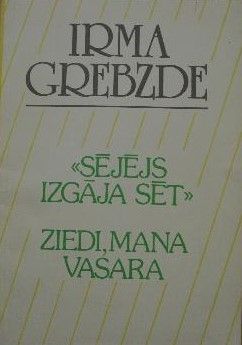 IRMA
GREBZDE
«SĒJĒJS
IZGĀJA SĒT»
ZIEDI, MANA
VASARA